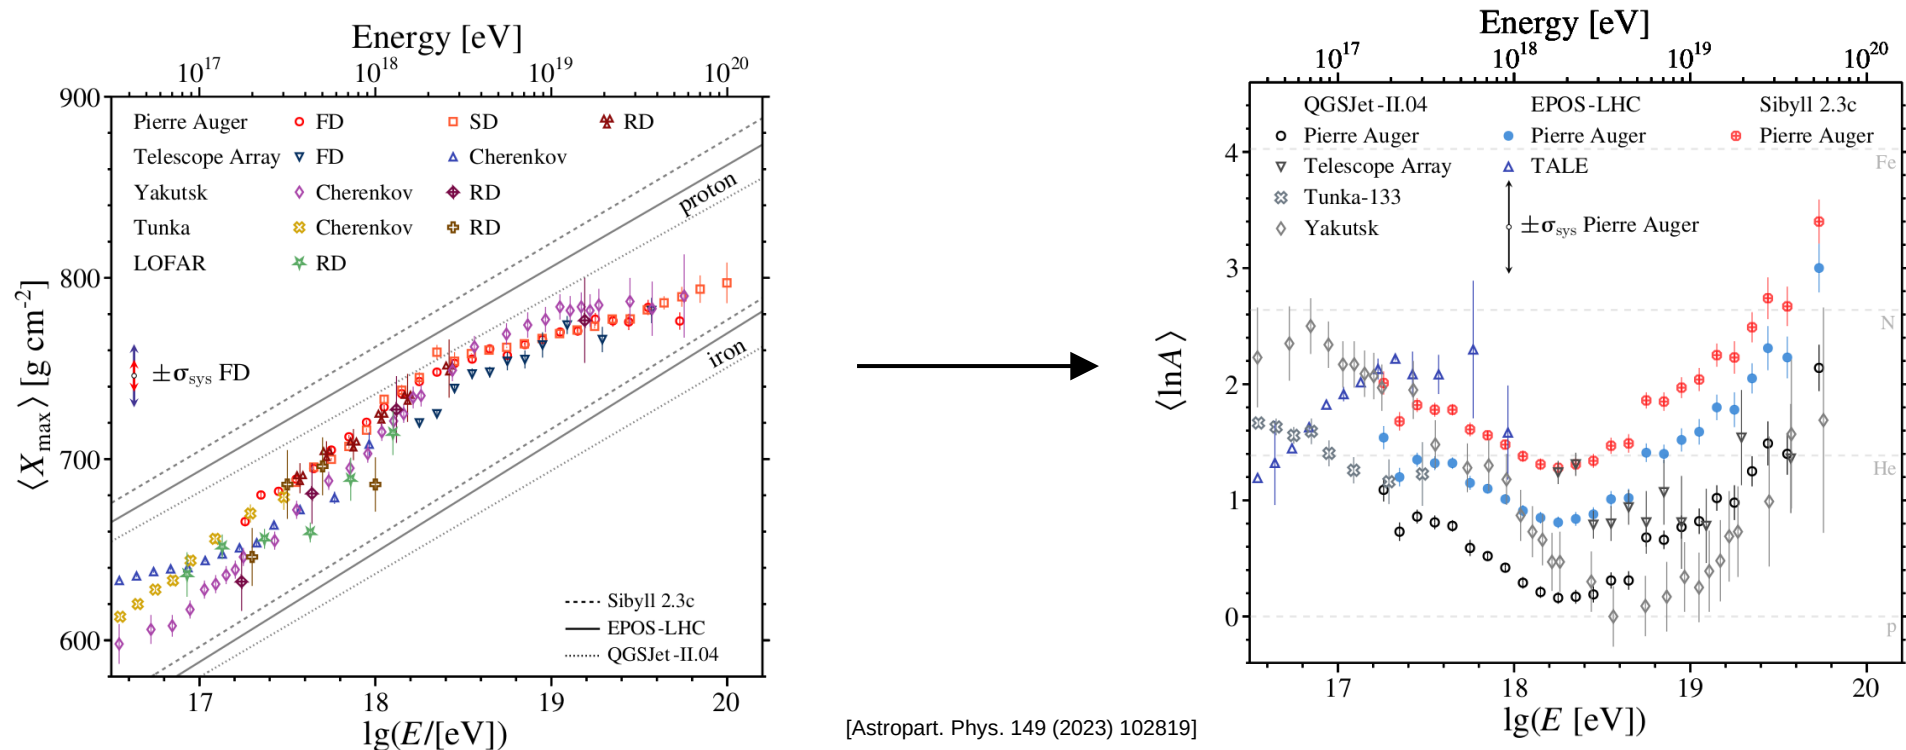 Energy [eV]
10^17 10^18 10^19 10^20
900
800
700
600
⟨X_max⟩ [g cm^-2]
Pierre Auger FD SD RD
Telescope Array FD Cherenkov
Yakutsk Cherenkov RD
Tunka Cherenkov RD
LOFAR RD
proton
iron
±σ_sys FD
Sibyll 2.3c
EPOS-LHC
QGSJet-II.04
17 18 19 20
lg(E/[eV])
[Astropart. Phys. 149 (2023) 102819]
Energy [eV]
10^17 10^18 10^19 10^20
QGSJet-II.04 EPOS-LHC Sibyll 2.3c
Pierre Auger Pierre Auger Pierre Auger
Telescope Array TALE
Tunka-133
Yakutsk
±σ_sys Pierre Auger
Fe
N
He
p
4
3
2
1
0
⟨lnA⟩
17 18 19 20
lg(E [eV])